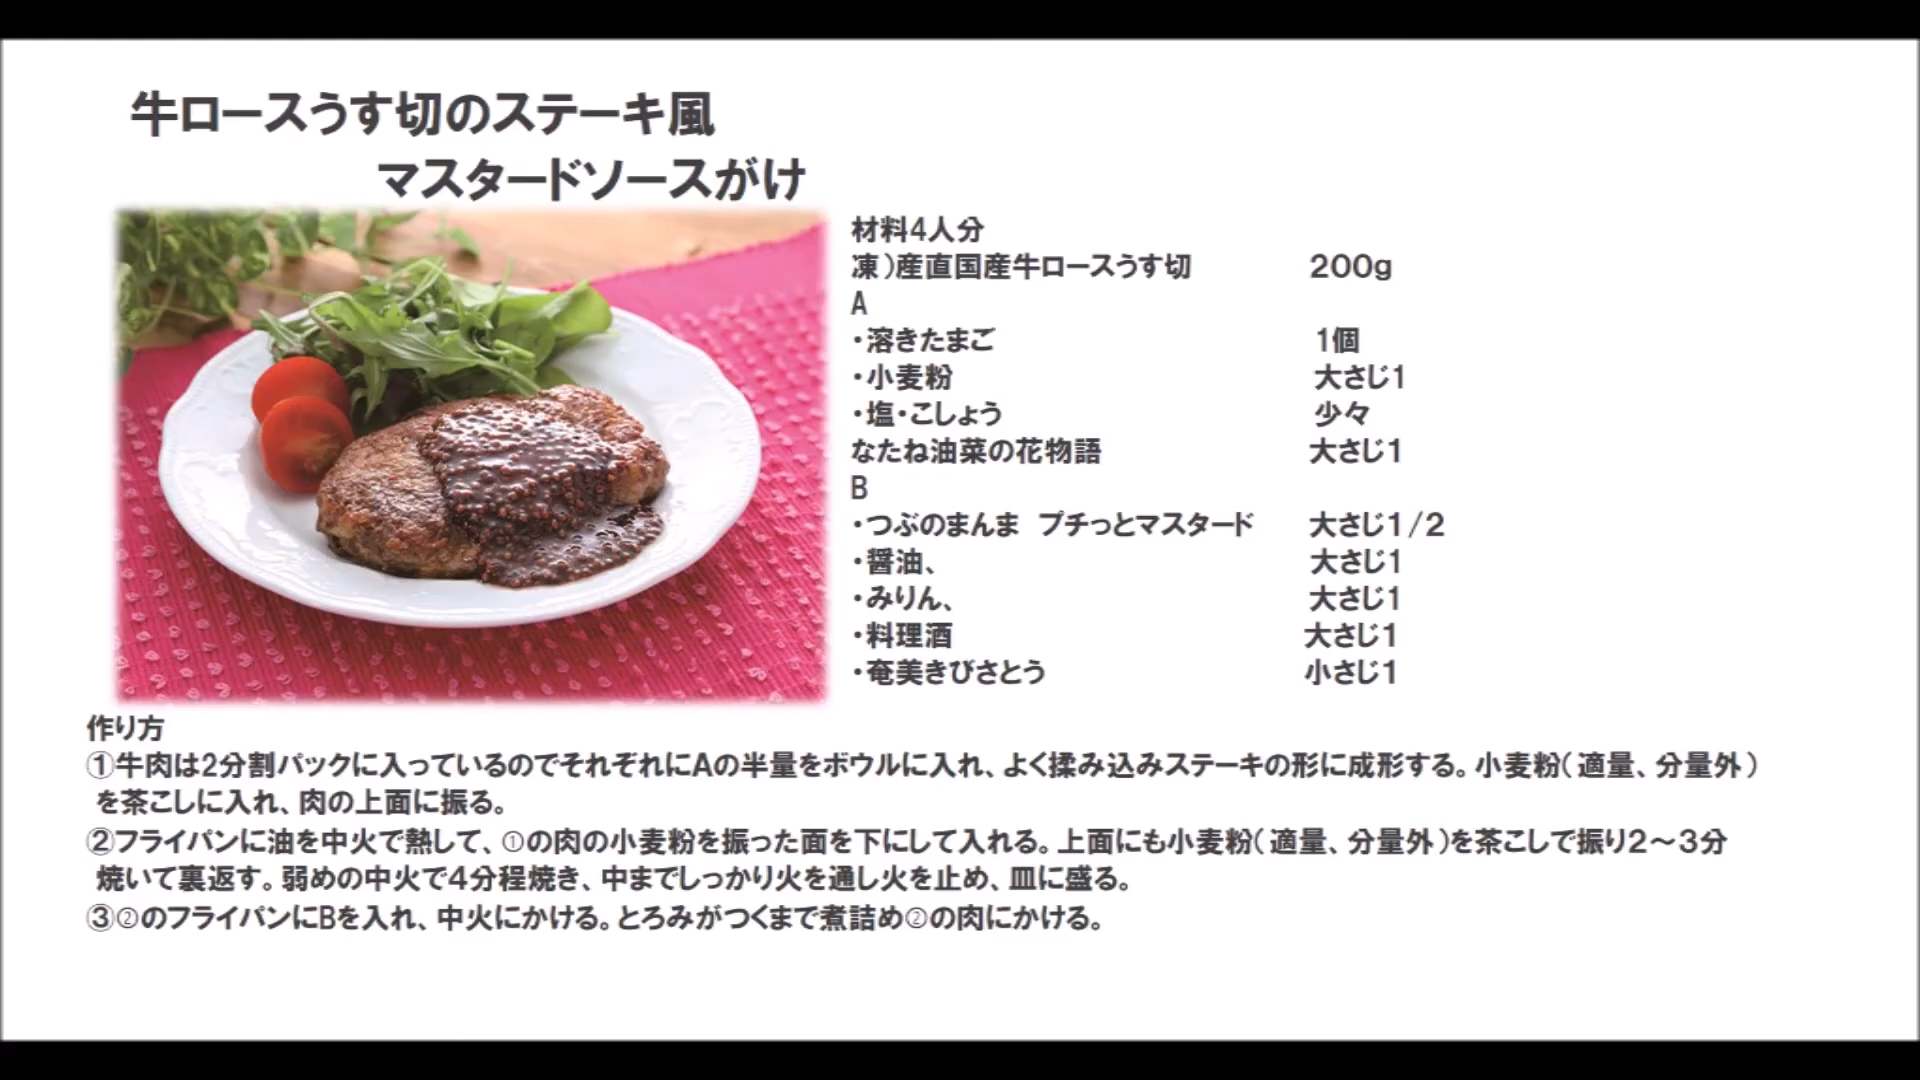 牛ロースうす切のステーキ風
マスタードソースがけ
材料4人分
凍）産直国産牛ロースうす切 200g
A
・溶きたまご 1個
・小麦粉 大さじ1
・塩・こしょう 少々
なたね油菜の花物語 大さじ1
B
・つぶのまんま プチっとマスタード 大さじ1/2
・醤油、 大さじ1
・みりん、 大さじ1
・料理酒 大さじ1
・奄美きびさとう 小さじ1
作り方
①牛肉は2分割パックに入っているのでそれぞれにAの半量をボウルに入れ、よく揉み込みステーキの形に成形する。小麦粉（適量、分量外）
を茶こしに入れ、肉の上面に振る。
②フライパンに油を中火で熱して、①の肉の小麦粉を振った面を下にして入れる。上面にも小麦粉（適量、分量外）を茶こしで振り2～3分
焼いて裏返す。弱めの中火で4分程焼き、中までしっかり火を通し火を止め、皿に盛る。
③②のフライパンにBを入れ、中火にかける。とろみがつくまで煮詰め②の肉にかける。